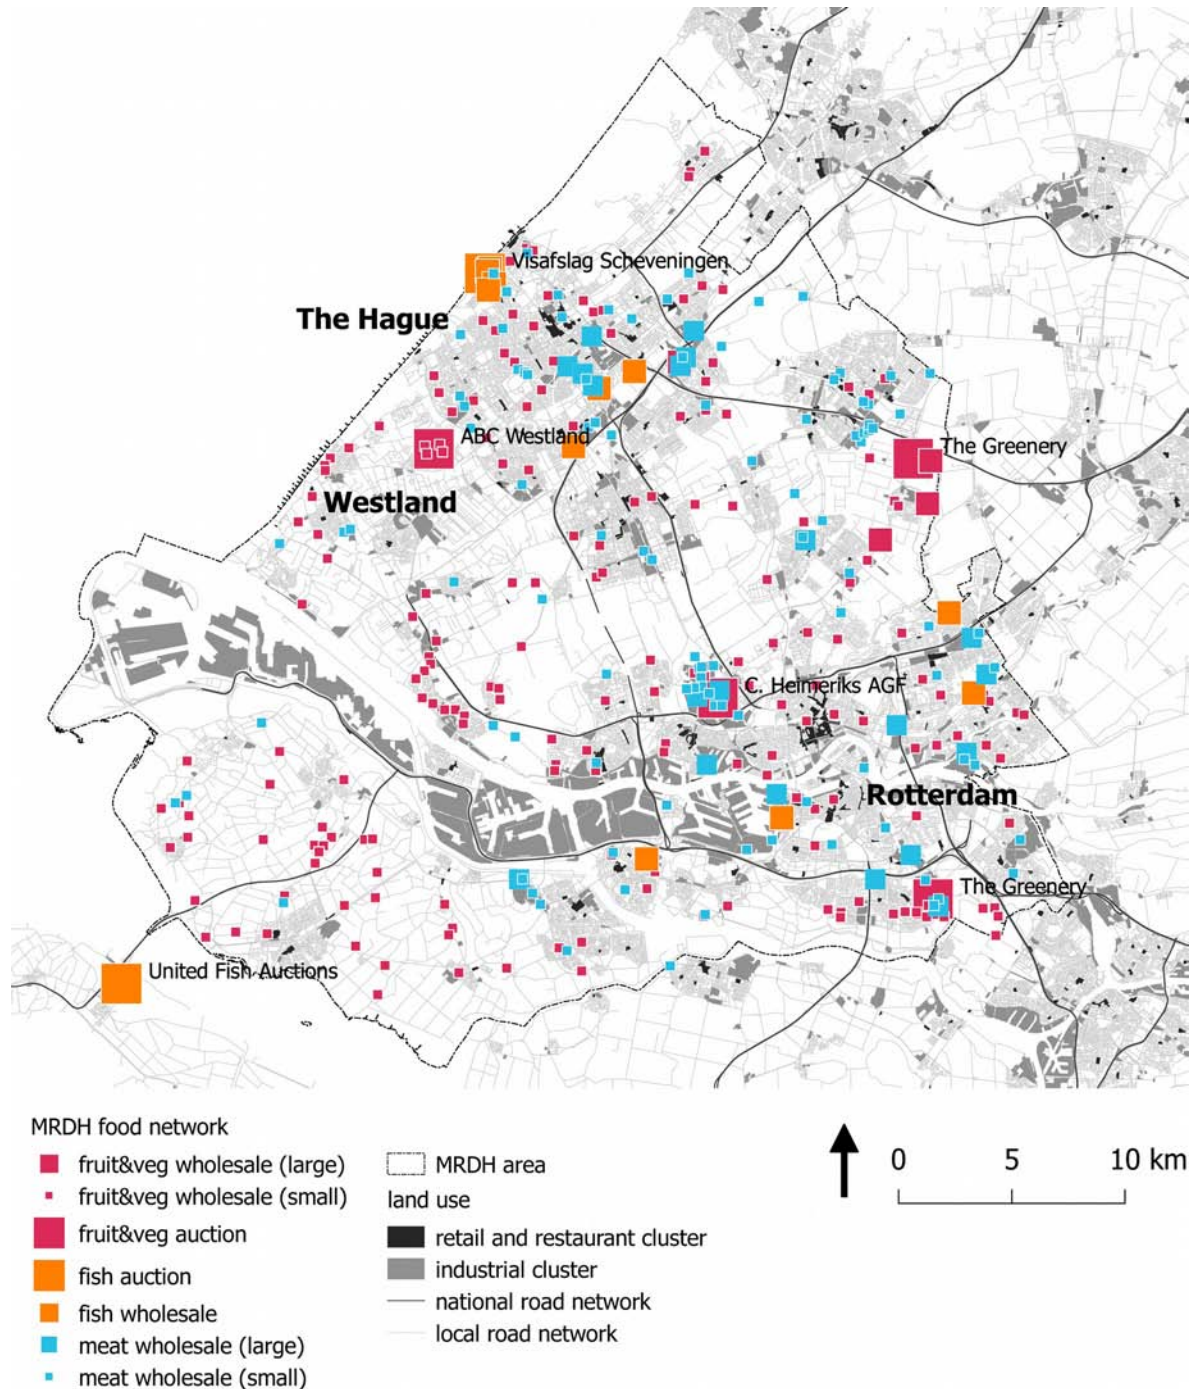 Visafslag Scheveningen
The Hague
ABC Westland
The Greenery
Westland
C. Heimeriks AGF
Rotterdam
The Greenery
United Fish Auctions
MRDH food network
fruit&veg wholesale (large)
fruit&veg wholesale (small)
fruit&veg auction
fish auction
fish wholesale
meat wholesale (large)
meat wholesale (small)
MRDH area
land use
retail and restaurant cluster
industrial cluster
national road network
local road network
0 5 10 km